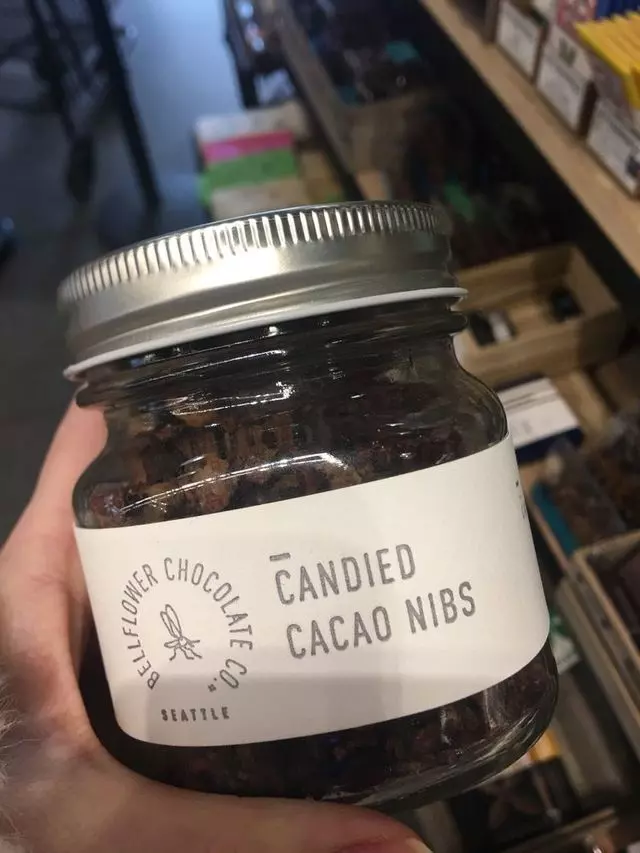 BELLFLOWER CHOCOLATE CO.
SEATTLE
CANDIED
CACAO NIBS